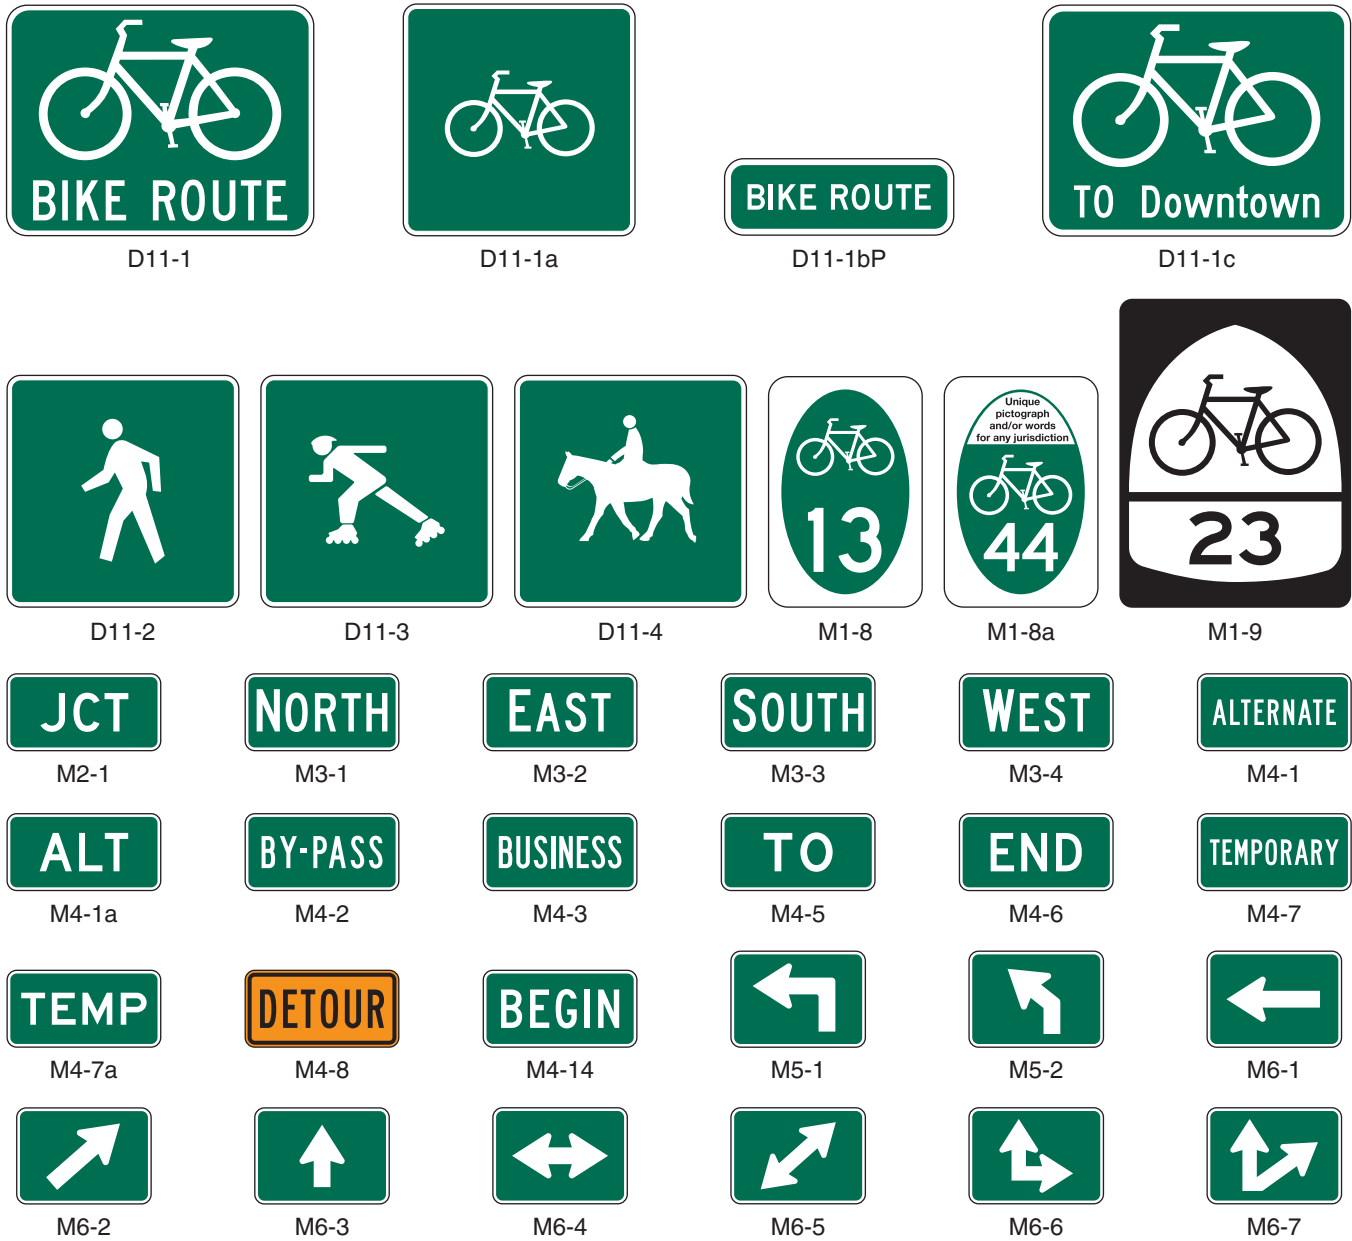 BIKE ROUTE
BIKE ROUTE
TO Downtown
D11-1
D11-1a
D11-1bP
D11-1c
Unique
pictograph
and/or words
for any jurisdiction
13
44
23
D11-2
D11-3
D11-4
M1-8
M1-8a
M1-9
JCT
NORTH
EAST
SOUTH
WEST
ALTERNATE
M2-1
M3-1
M3-2
M3-3
M3-4
M4-1
ALT
BY-PASS
BUSINESS
TO
END
TEMPORARY
M4-1a
M4-2
M4-3
M4-5
M4-6
M4-7
TEMP
DETOUR
BEGIN
M4-7a
M4-8
M4-14
M5-1
M5-2
M6-1
M6-2
M6-3
M6-4
M6-5
M6-6
M6-7